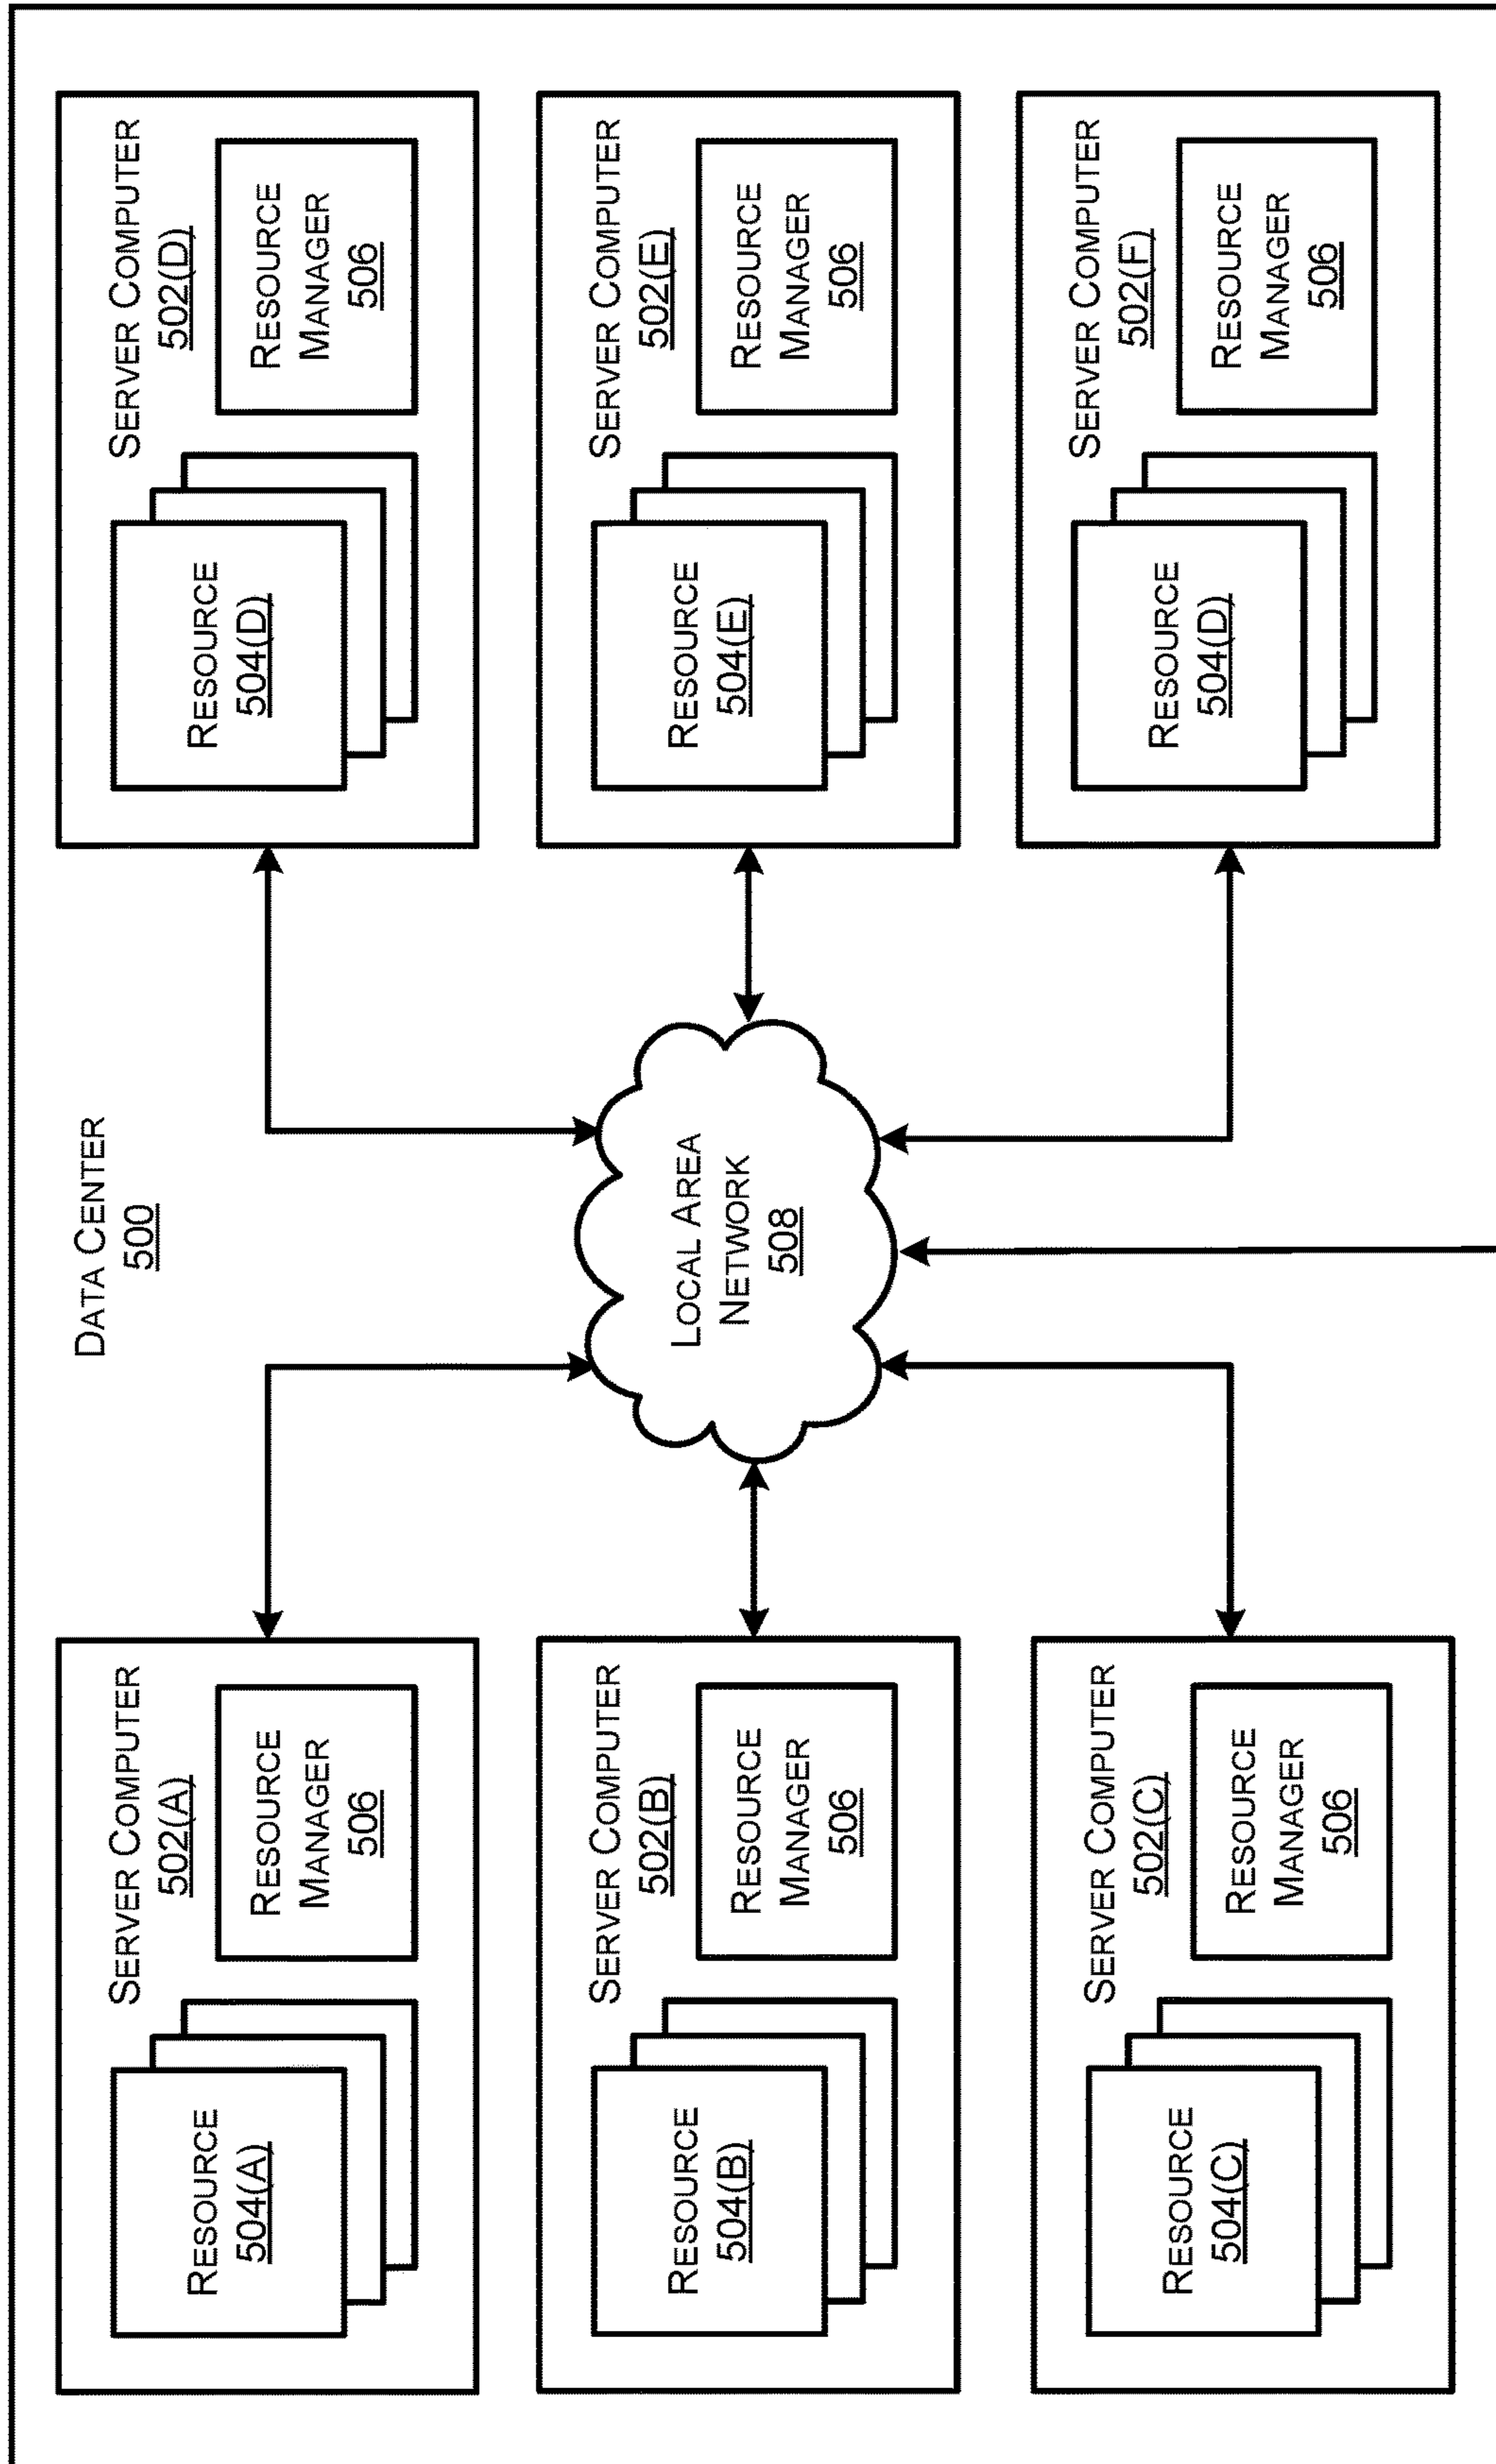 DATA CENTER
500
SERVER COMPUTER
502(A)
RESOURCE
504(A)
RESOURCE
MANAGER
506
SERVER COMPUTER
502(B)
RESOURCE
504(B)
RESOURCE
MANAGER
506
SERVER COMPUTER
502(C)
RESOURCE
504(C)
RESOURCE
MANAGER
506
LOCAL AREA
NETWORK
508
SERVER COMPUTER
502(D)
RESOURCE
504(D)
RESOURCE
MANAGER
506
SERVER COMPUTER
502(E)
RESOURCE
504(E)
RESOURCE
MANAGER
506
SERVER COMPUTER
502(F)
RESOURCE
504(D)
RESOURCE
MANAGER
506